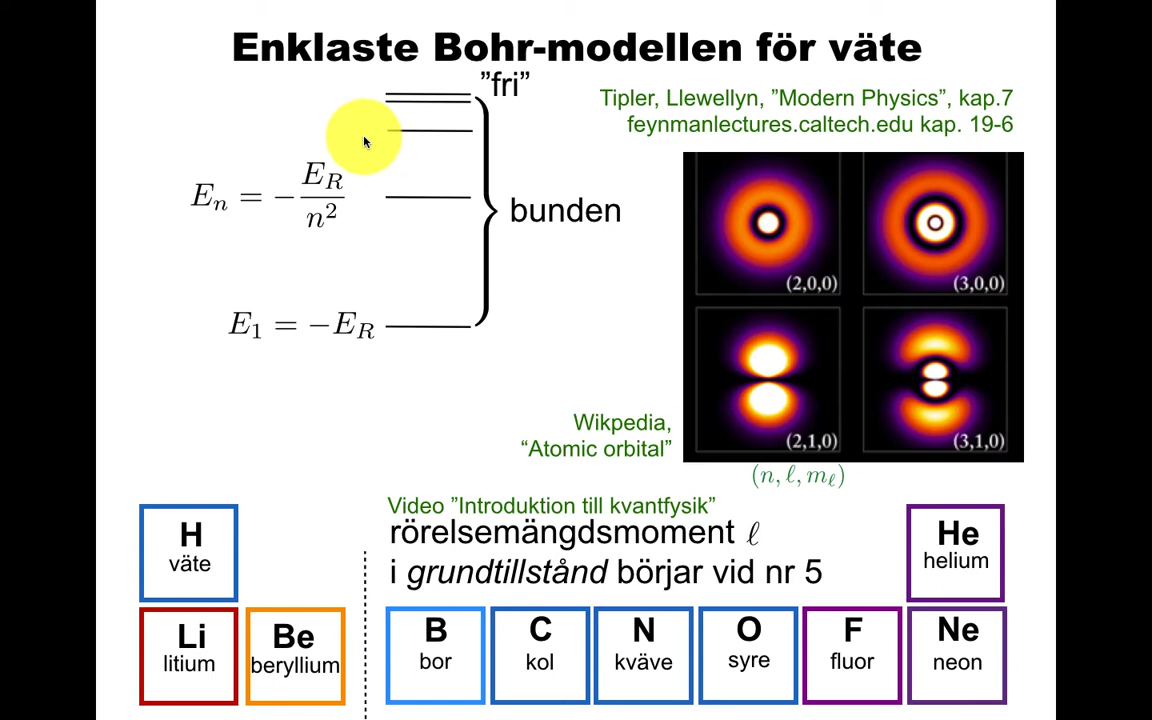 Enklaste Bohr-modellen för väte
”fri”
Tipler, Llewellyn, ”Modern Physics”, kap.7
feynmanlectures.caltech.edu kap. 19-6
E_n = -\frac{E_R}{n^2}
bunden
E_1 = -E_R
(2,0,0)
(3,0,0)
(2,1,0)
(3,1,0)
Wikpedia,
“Atomic orbital”
(n, ℓ, m_ℓ)
Video ”Introduktion till kvantfysik”
rörelsemängdsmoment ℓ
i grundtillstånd börjar vid nr 5
H
väte
He
helium
Li
litium
Be
beryllium
B
bor
C
kol
N
kväve
O
syre
F
fluor
Ne
neon